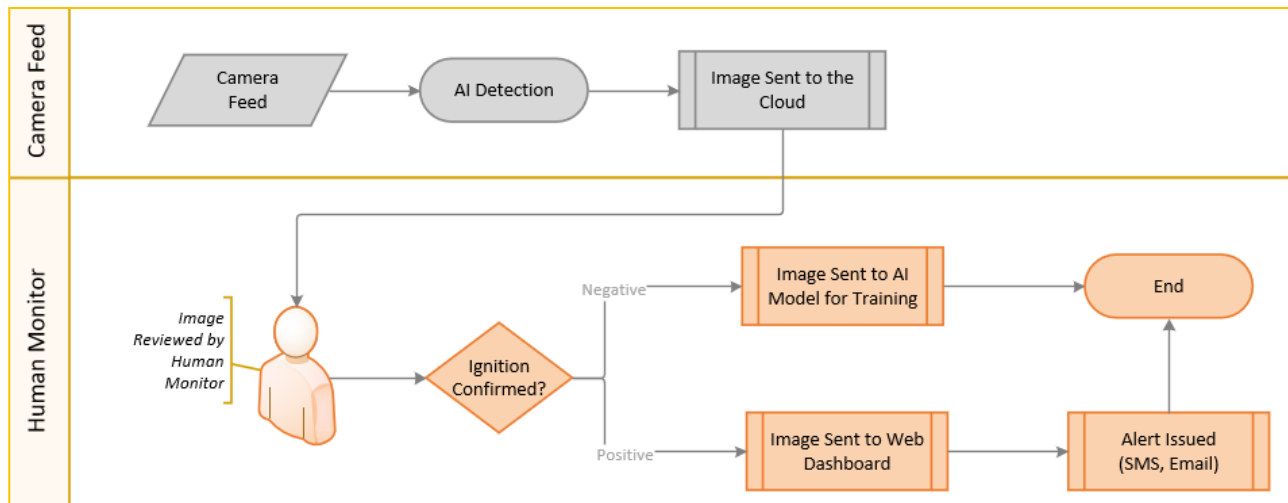 Camera Feed
Camera
Feed
AI Detection
Image Sent to the
Cloud
Human Monitor
Image
Reviewed by
Human
Monitor
Ignition
Confirmed?
Negative
Image Sent to AI
Model for Training
End
Positive
Image Sent to Web
Dashboard
Alert Issued
(SMS, Email)